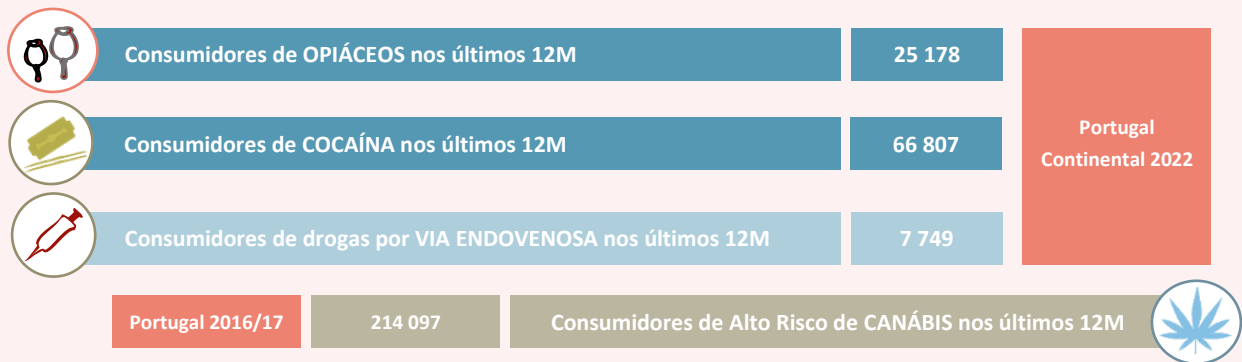 Consumidores de OPIÁCEOS nos últimos 12M 25 178
Consumidores de COCAÍNA nos últimos 12M 66 807
Consumidores de drogas por VIA ENDOVENOSA nos últimos 12M 7 749
Portugal
Continental 2022
Portugal 2016/17 214 097 Consumidores de Alto Risco de CANÁBIS nos últimos 12M